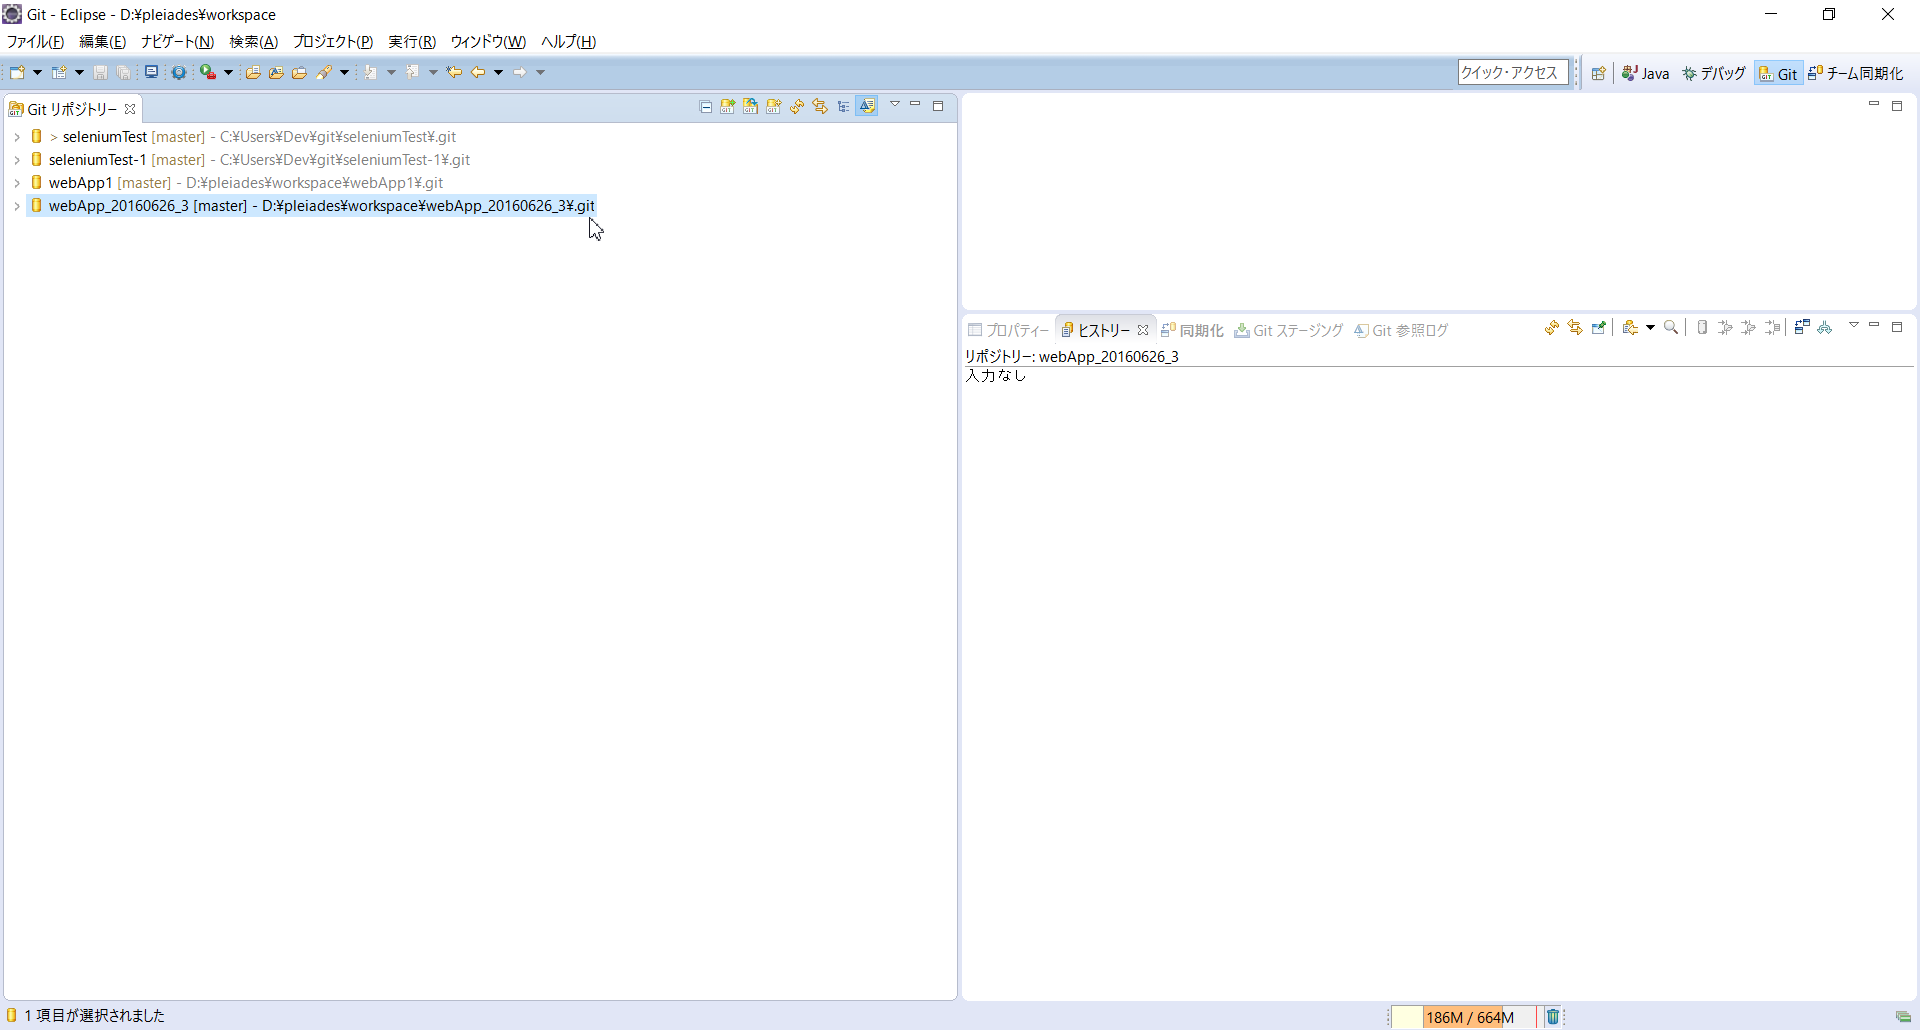 Git - Eclipse - D:¥pleiades¥workspace
ファイル(F) 編集(E) ナビゲート(N) 検索(A) プロジェクト(P) 実行(R) ウィンドウ(W) ヘルプ(H)
クイック・アクセス Java デバッグ Git チーム同期化
Git リポジトリー
> seleniumTest [master] - C:¥Users¥Dev¥git¥seleniumTest¥.git
seleniumTest-1 [master] - C:¥Users¥Dev¥git¥seleniumTest-1¥.git
webApp1 [master] - D:¥pleiades¥workspace¥webApp1¥.git
webApp_20160626_3 [master] - D:¥pleiades¥workspace¥webApp_20160626_3¥.git
プロパティー ヒストリー 同期化 Git ステージング Git 参照ログ
リポジトリー: webApp_20160626_3
入力なし
1 項目が選択されました
186M / 664M